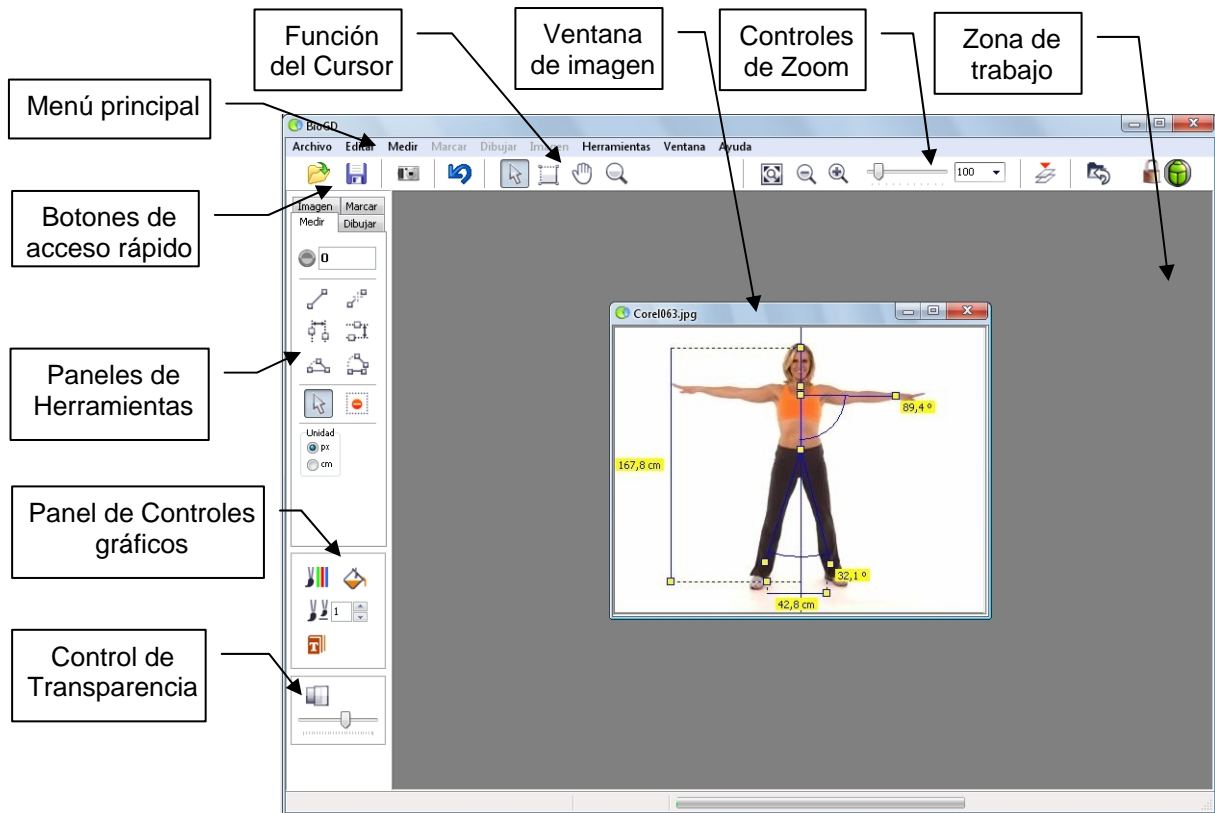 Función
del Cursor
Ventana
de imagen
Controles
de Zoom
Zona de
trabajo
Menú principal
BioGD
Archivo Editar Medir Marcar Dibujar Imagen Herramientas Ventana Ayuda
100
Botones de
acceso rápido
Imagen Marcar
Medir Dibujar
0
Corel063.jpg
Paneles de
Herramientas
89,4 º
Unidad
px
cm
167,8 cm
Panel de Controles
gráficos
32,1 º
42,8 cm
1
T
Control de
Transparencia